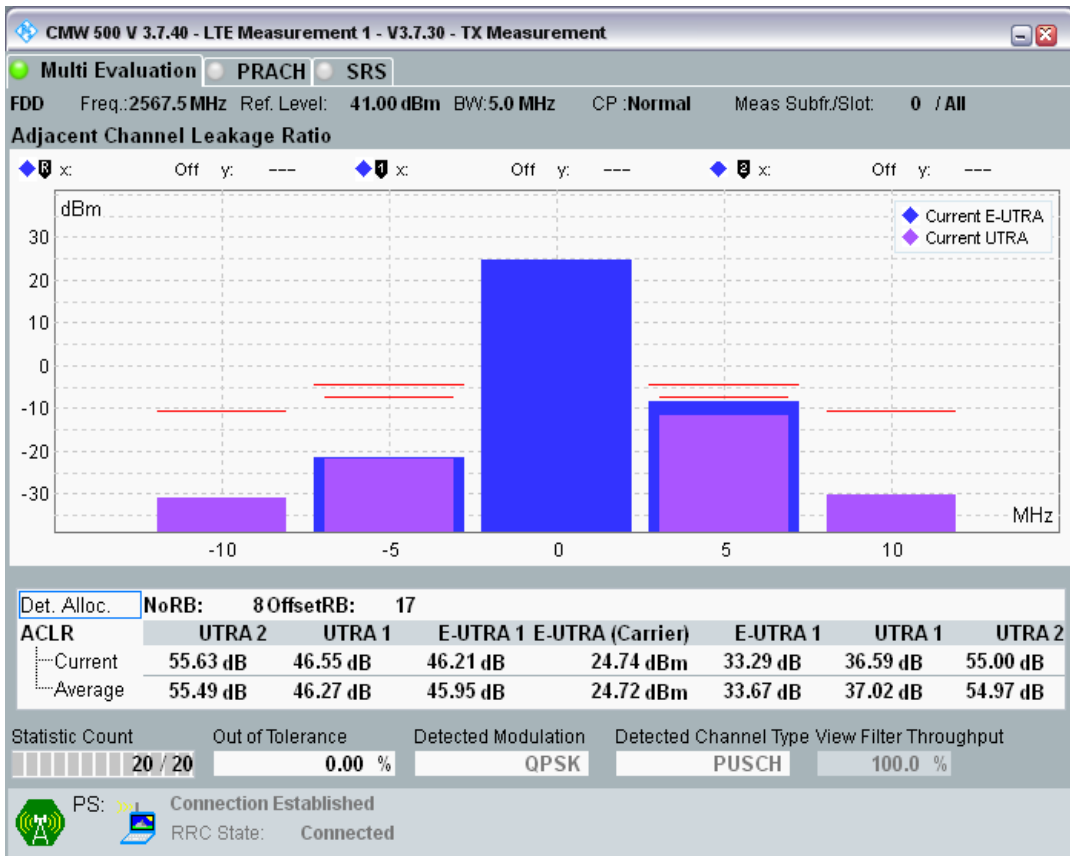 CMW 500 V 3.7.40 - LTE Measurement 1 - V3.7.30 - TX Measurement
Multi Evaluation PRACH SRS
FDD Freq.:2567.5 MHz Ref. Level: 41.00 dBm BW:5.0 MHz CP :Normal Meas Subfr./Slot: 0 / All
Adjacent Channel Leakage Ratio
R x: Off y: --- 1 x: Off y: --- 2 x: Off y: ---
dBm
Current E-UTRA
Current UTRA
30
20
10
0
-10
-20
-30
MHz
-10 -5 0 5 10
Det. Alloc. NoRB: 8 OffsetRB: 17
ACLR UTRA 2 UTRA 1 E-UTRA 1 E-UTRA (Carrier) E-UTRA 1 UTRA 1 UTRA 2
Current 55.63 dB 46.55 dB 46.21 dB 24.74 dBm 33.29 dB 36.59 dB 55.00 dB
Average 55.49 dB 46.27 dB 45.95 dB 24.72 dBm 33.67 dB 37.02 dB 54.97 dB
Statistic Count Out of Tolerance Detected Modulation Detected Channel Type View Filter Throughput
20 / 20 0.00 % QPSK PUSCH 100.0 %
PS: Connection Established
RRC State: Connected